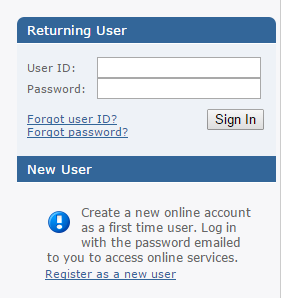 Returning User
User ID:
Password:
Forgot user ID?
Forgot password?
Sign In
New User
Create a new online account
as a first time user. Log in
with the password emailed
to you to access online services.
Register as a new user